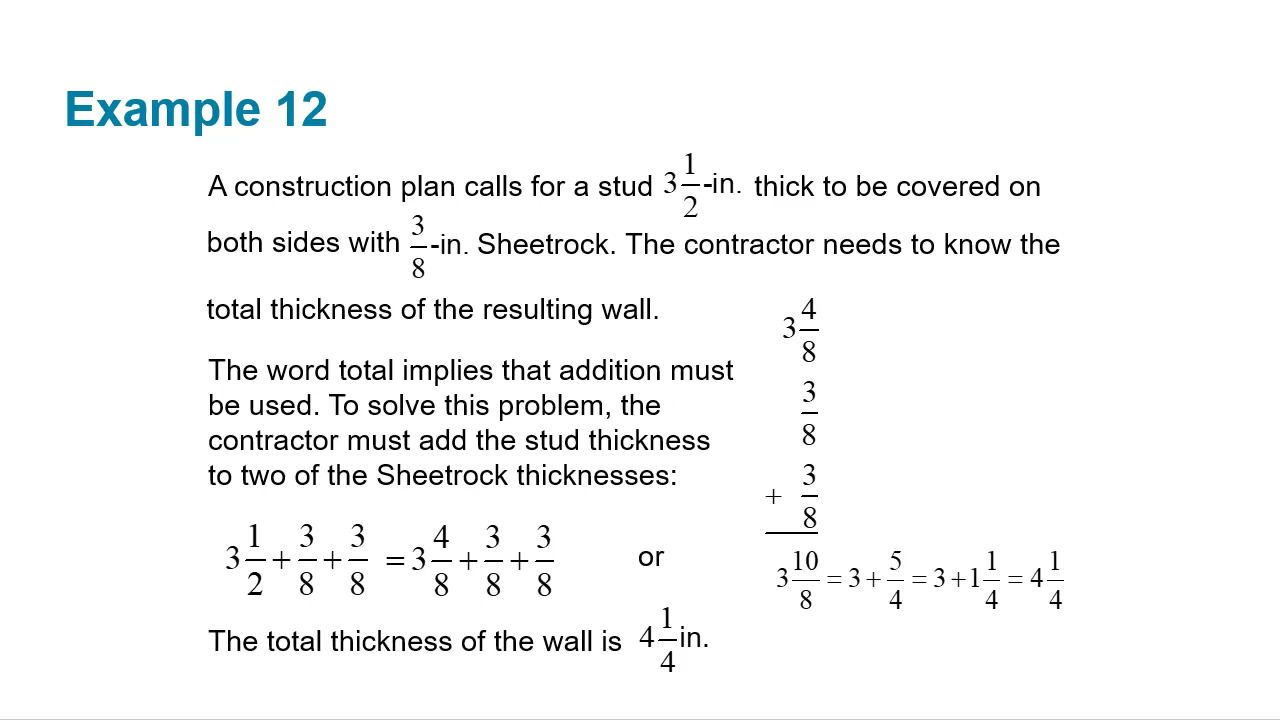 Example 12
A construction plan calls for a stud 3 1/2-in. thick to be covered on
both sides with 3/8-in. Sheetrock. The contractor needs to know the
total thickness of the resulting wall.
The word total implies that addition must
be used. To solve this problem, the
contractor must add the stud thickness
to two of the Sheetrock thicknesses:
3 1/2 + 3/8 + 3/8 = 3 4/8 + 3/8 + 3/8
or
3 4/8
3/8
+ 3/8
3 10/8 = 3 + 5/4 = 3 + 1 1/4 = 4 1/4
The total thickness of the wall is 4 1/4 in.